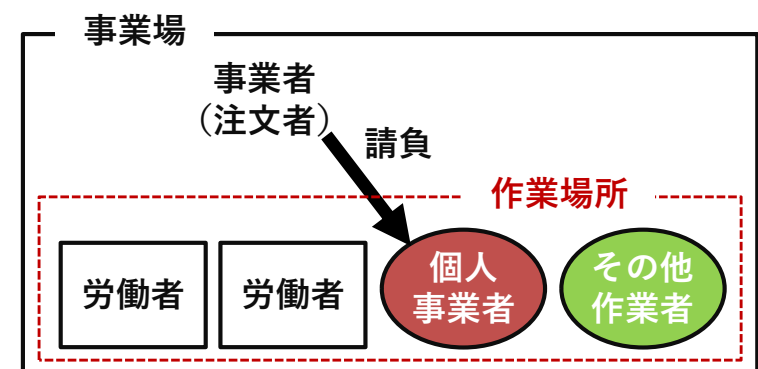 事業場
事業者
（注文者）
請負
作業場所
労働者
労働者
個人
事業者
その他
作業者